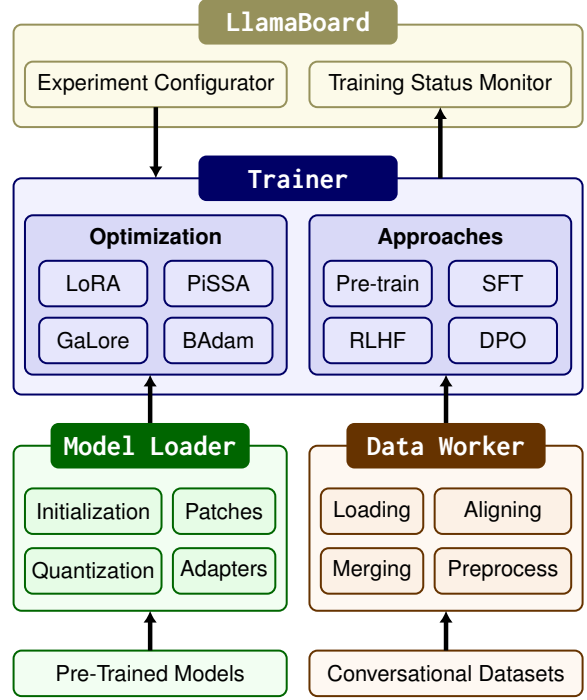 LlamaBoard
Experiment Configurator
Training Status Monitor
Trainer
Optimization
LoRA
PiSSA
GaLore
BAdam
Approaches
Pre-train
SFT
RLHF
DPO
Model Loader
Initialization
Patches
Quantization
Adapters
Data Worker
Loading
Aligning
Merging
Preprocess
Pre-Trained Models
Conversational Datasets